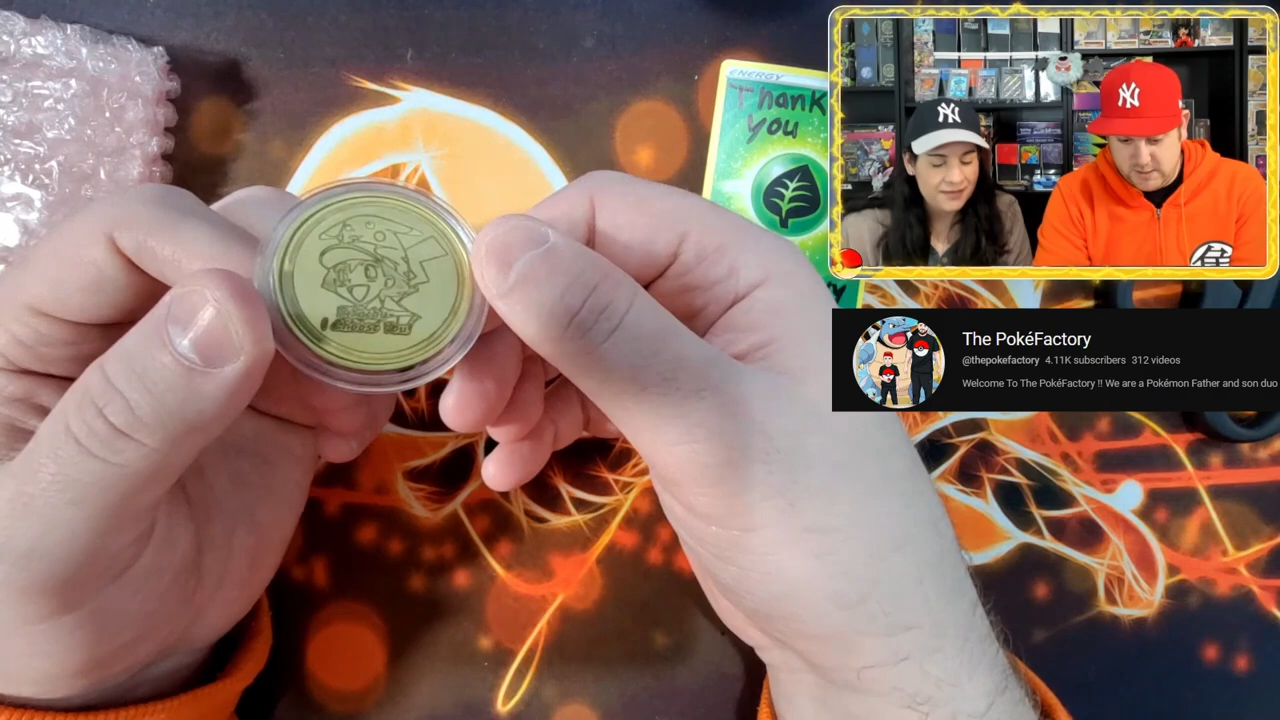 ENERGY
Thank
you
Pikachu
I Choose You
NY
NY
The PokéFactory
@thepokefactory 4.11K subscribers 312 videos
Welcome To The PokéFactory !! We are a Pokémon Father and son duo